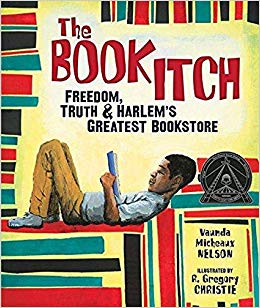 The
BOOK ITCH
FREEDOM,
TRUTH & HARLEM'S
GREATEST BOOKSTORE
Vaunda
Micheaux
NELSON
ILLUSTRATED BY
R. Gregory
CHRISTIE